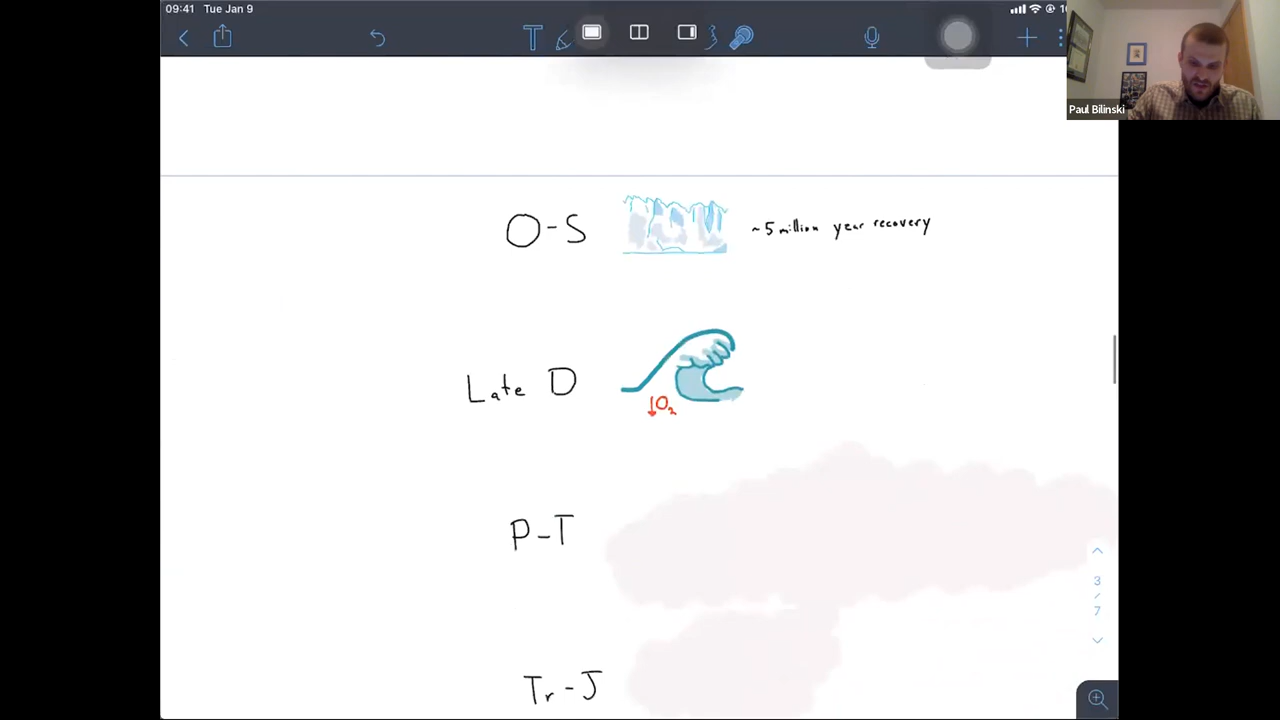 09:41 Tue Jan 9
Paul Bilinski
O-S ~5 million year recovery
Late D
↓O₂
P-T
3
/
7
Tr-J